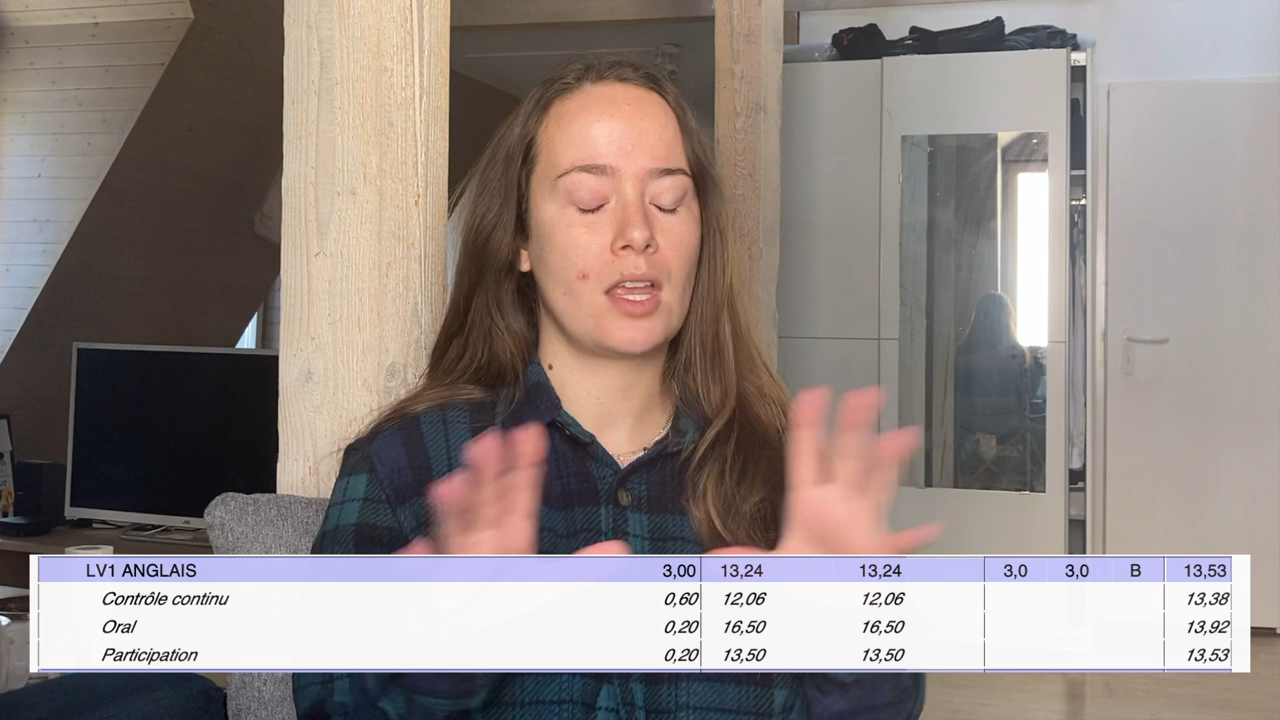 LV1 ANGLAIS 3,00 13,24 13,24 3,0 3,0 B 13,53
Contrôle continu 0,60 12,06 12,06 13,38
Oral 0,20 16,50 16,50 13,92
Participation 0,20 13,50 13,50 13,53